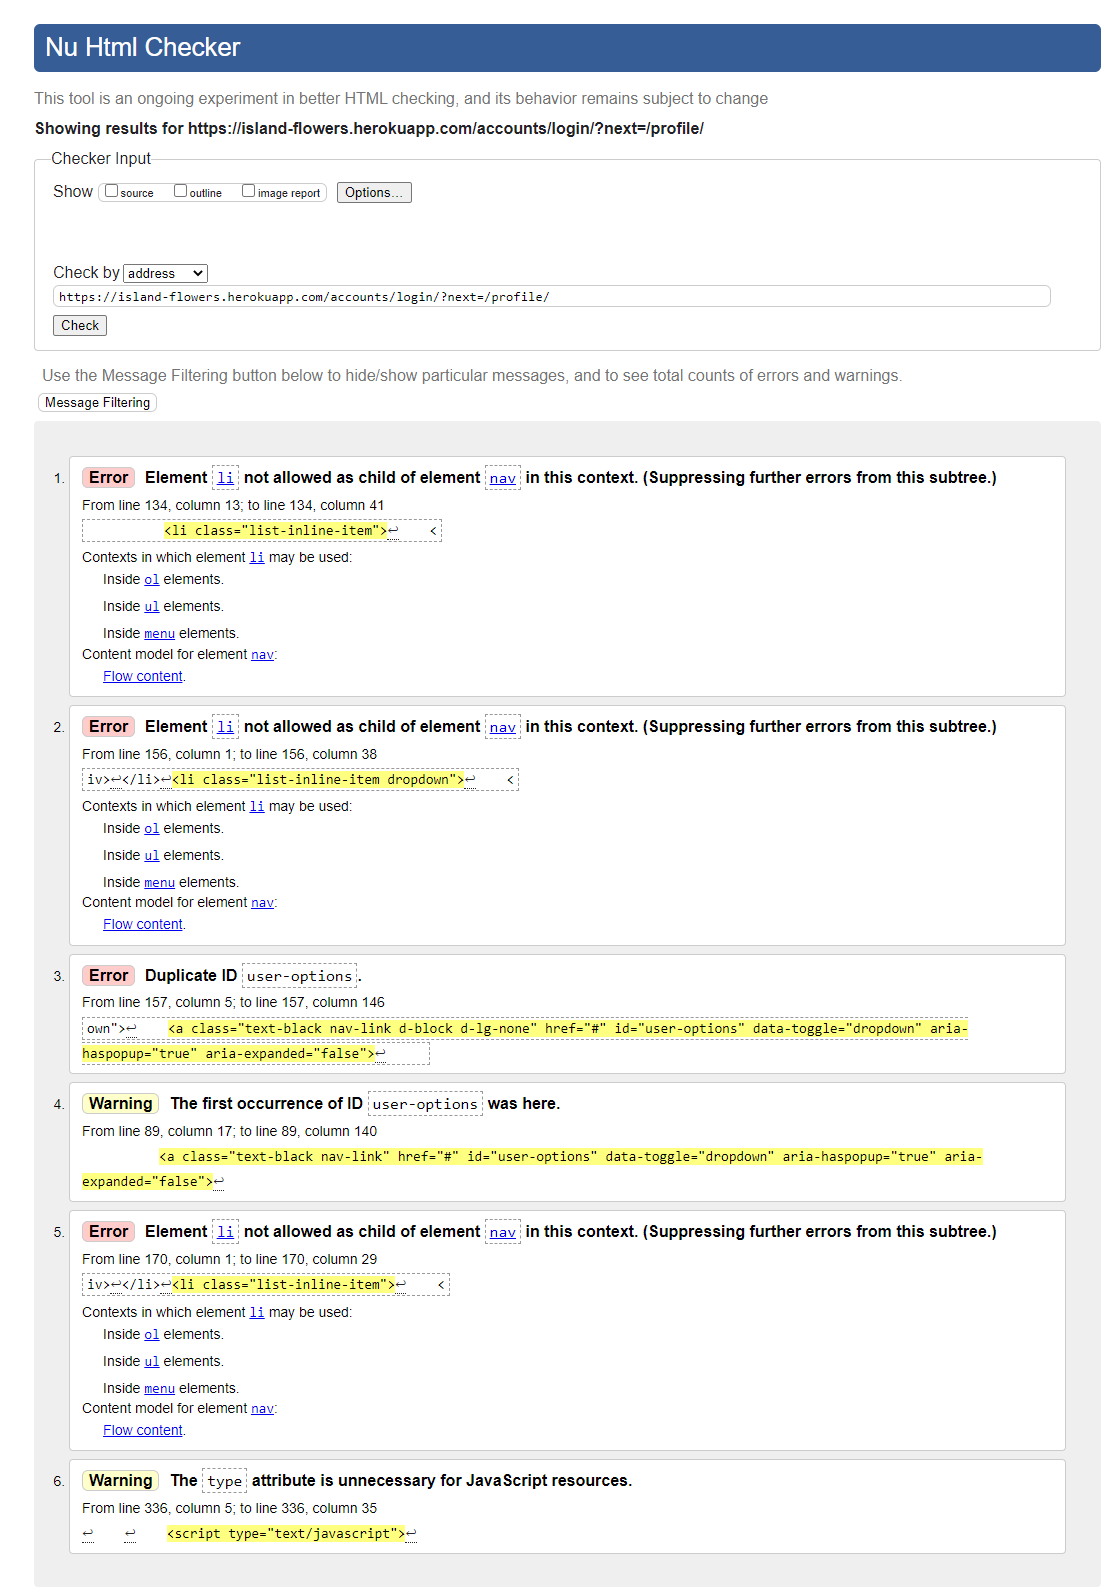 Nu Html Checker
This tool is an ongoing experiment in better HTML checking, and its behavior remains subject to change
Showing results for https://island-flowers.herokuapp.com/accounts/login/?next=/profile/
Checker Input
Show source outline image report Options...
Check by address
https://island-flowers.herokuapp.com/accounts/login/?next=/profile/
Check
Use the Message Filtering button below to hide/show particular messages, and to see total counts of errors and warnings.
Message Filtering
1. Error Element li not allowed as child of element nav in this context. (Suppressing further errors from this subtree.)
From line 134, column 13; to line 134, column 41
<li class="list-inline-item">↩ <
Contexts in which element li may be used:
Inside ol elements.
Inside ul elements.
Inside menu elements.
Content model for element nav:
Flow content.
2. Error Element li not allowed as child of element nav in this context. (Suppressing further errors from this subtree.)
From line 156, column 1; to line 156, column 38
iv>↩</li>↩<li class="list-inline-item dropdown">↩ <
Contexts in which element li may be used:
Inside ol elements.
Inside ul elements.
Inside menu elements.
Content model for element nav:
Flow content.
3. Error Duplicate ID user-options.
From line 157, column 5; to line 157, column 146
own">↩ <a class="text-black nav-link d-block d-lg-none" href="#" id="user-options" data-toggle="dropdown" aria-
haspopup="true" aria-expanded="false">↩
4. Warning The first occurrence of ID user-options was here.
From line 89, column 17; to line 89, column 140
<a class="text-black nav-link" href="#" id="user-options" data-toggle="dropdown" aria-haspopup="true" aria-
expanded="false">↩
5. Error Element li not allowed as child of element nav in this context. (Suppressing further errors from this subtree.)
From line 170, column 1; to line 170, column 29
iv>↩</li>↩<li class="list-inline-item">↩ <
Contexts in which element li may be used:
Inside ol elements.
Inside ul elements.
Inside menu elements.
Content model for element nav:
Flow content.
6. Warning The type attribute is unnecessary for JavaScript resources.
From line 336, column 5; to line 336, column 35
↩ ↩ <script type="text/javascript">↩